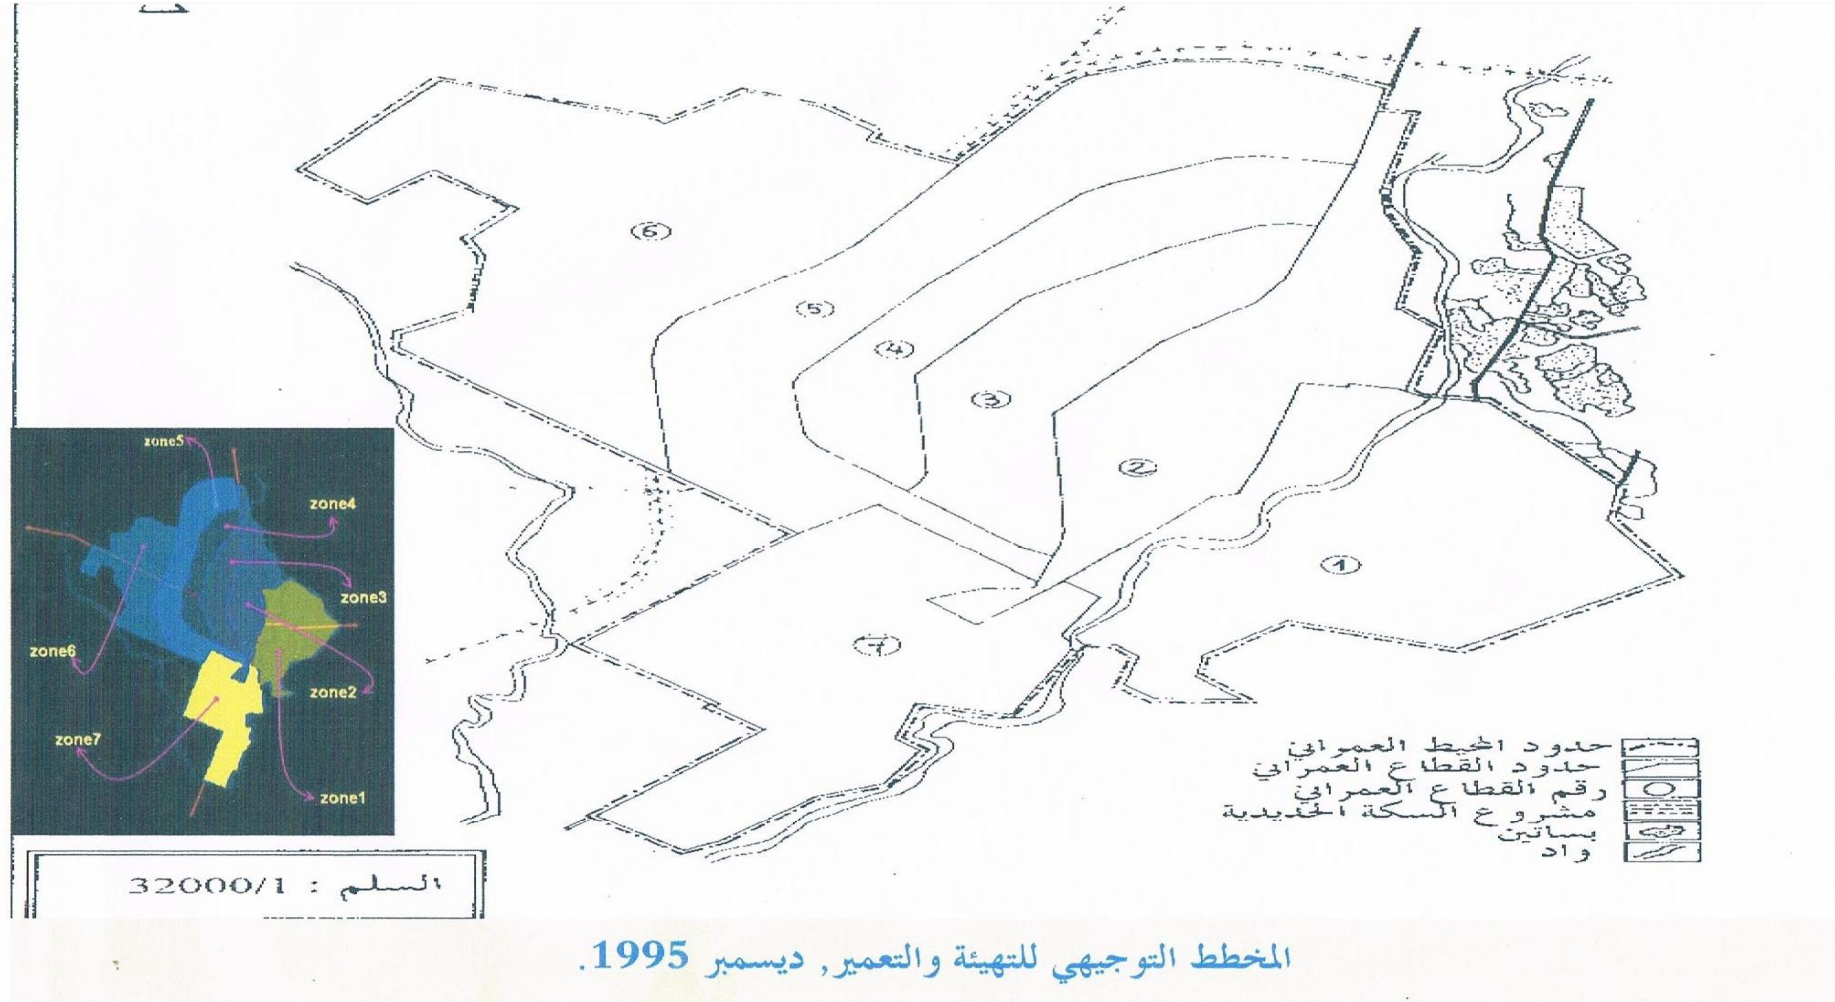 6
5
4
3
2
1
7
zone5
zone4
zone3
zone6
zone2
zone7
zone1
حدود المحيط العمراني
حدود القطاع العمراني
رقم القطاع العمراني
مشروع السكة الحديدية
بساتين
واد
السلم : 32000/1
المخطط التوجيهي للتهيئة والتعمير, ديسمبر 1995.